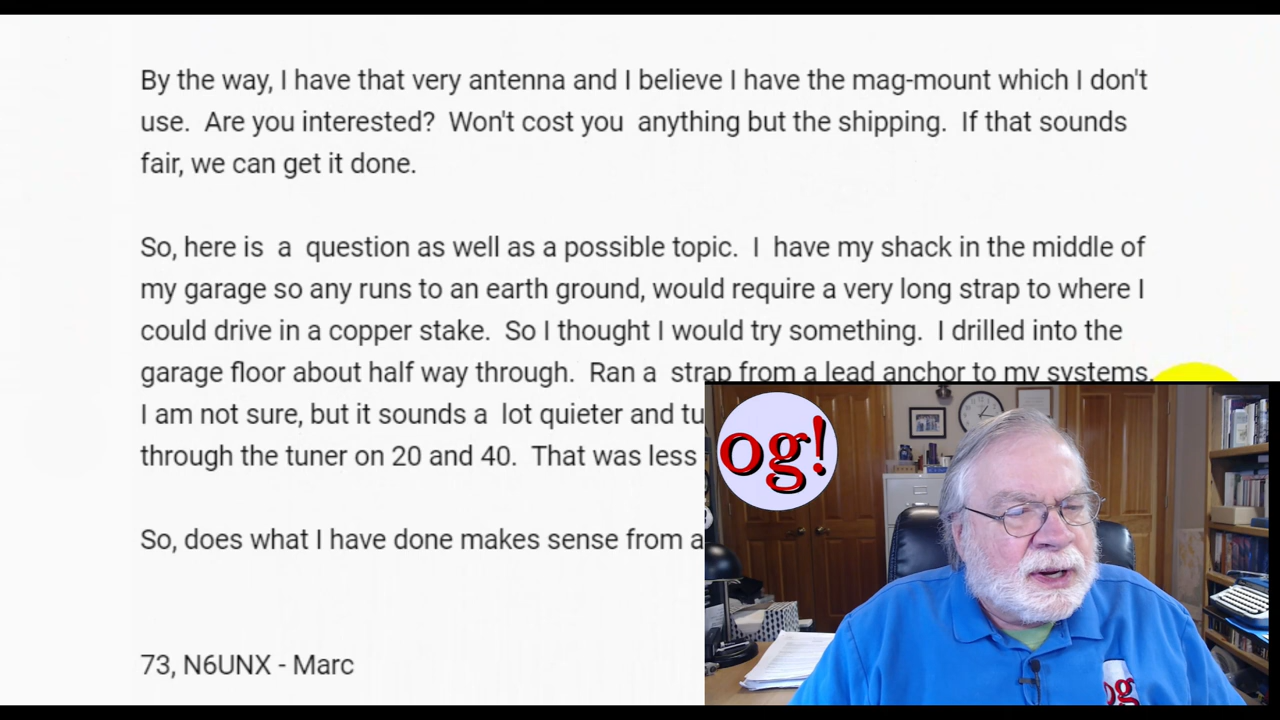 By the way, I have that very antenna and I believe I have the mag-mount which I don't
use. Are you interested? Won't cost you anything but the shipping. If that sounds
fair, we can get it done.
So, here is a question as well as a possible topic. I have my shack in the middle of
my garage so any runs to an earth ground, would require a very long strap to where I
could drive in a copper stake. So I thought I would try something. I drilled into the
garage floor about half way through. Ran a strap from a lead anchor to my systems.
I am not sure, but it sounds a lot quieter and tu
through the tuner on 20 and 40. That was less
So, does what I have done makes sense from a
73, N6UNX - Marc
og!
og